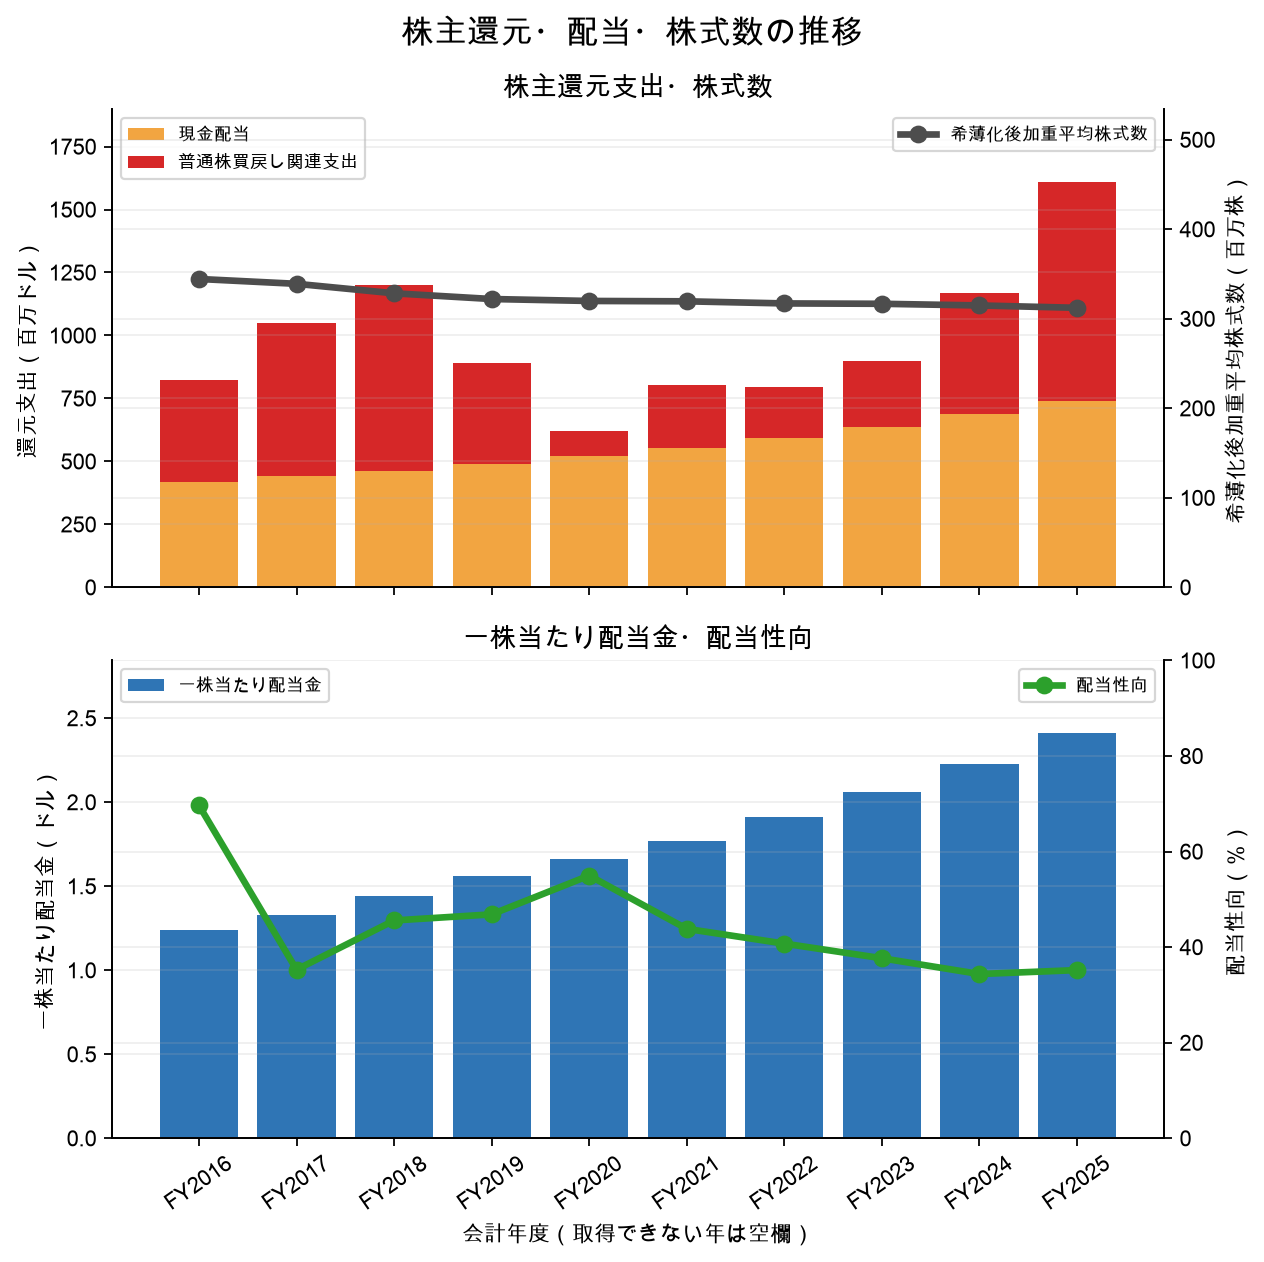 株主還元・配当・株式数の推移
株主還元支出・株式数
現金配当
普通株買戻し関連支出
希薄化後加重平均株式数
1750
1500
1250
1000
750
500
250
0
還元支出（百万ドル）
500
400
300
200
100
0
希薄化後加重平均株式数（百万株）
一株当たり配当金・配当性向
一株当たり配当金
配当性向
2.5
2.0
1.5
1.0
0.5
0.0
一株当たり配当金（ドル）
100
80
60
40
20
0
配当性向（%）
FY2016
FY2017
FY2018
FY2019
FY2020
FY2021
FY2022
FY2023
FY2024
FY2025
会計年度（取得できない年は空欄）